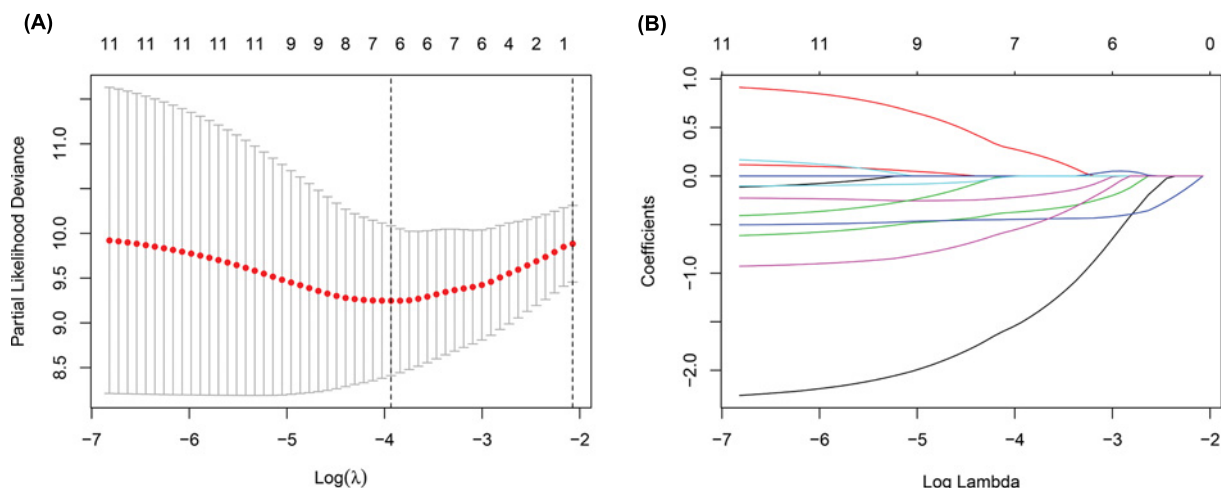 (A)
11 11 11 11 11 9 9 8 7 6 6 7 6 4 2 1
Partial Likelihood Deviance
11.0
10.0
9.5
9.0
8.5
−7 −6 −5 −4 −3 −2
Log(λ)
(B)
11 11 9 7 6 0
Coefficients
1.0
0.5
0.0
−1.0
−2.0
−7 −6 −5 −4 −3 −2
Log Lambda